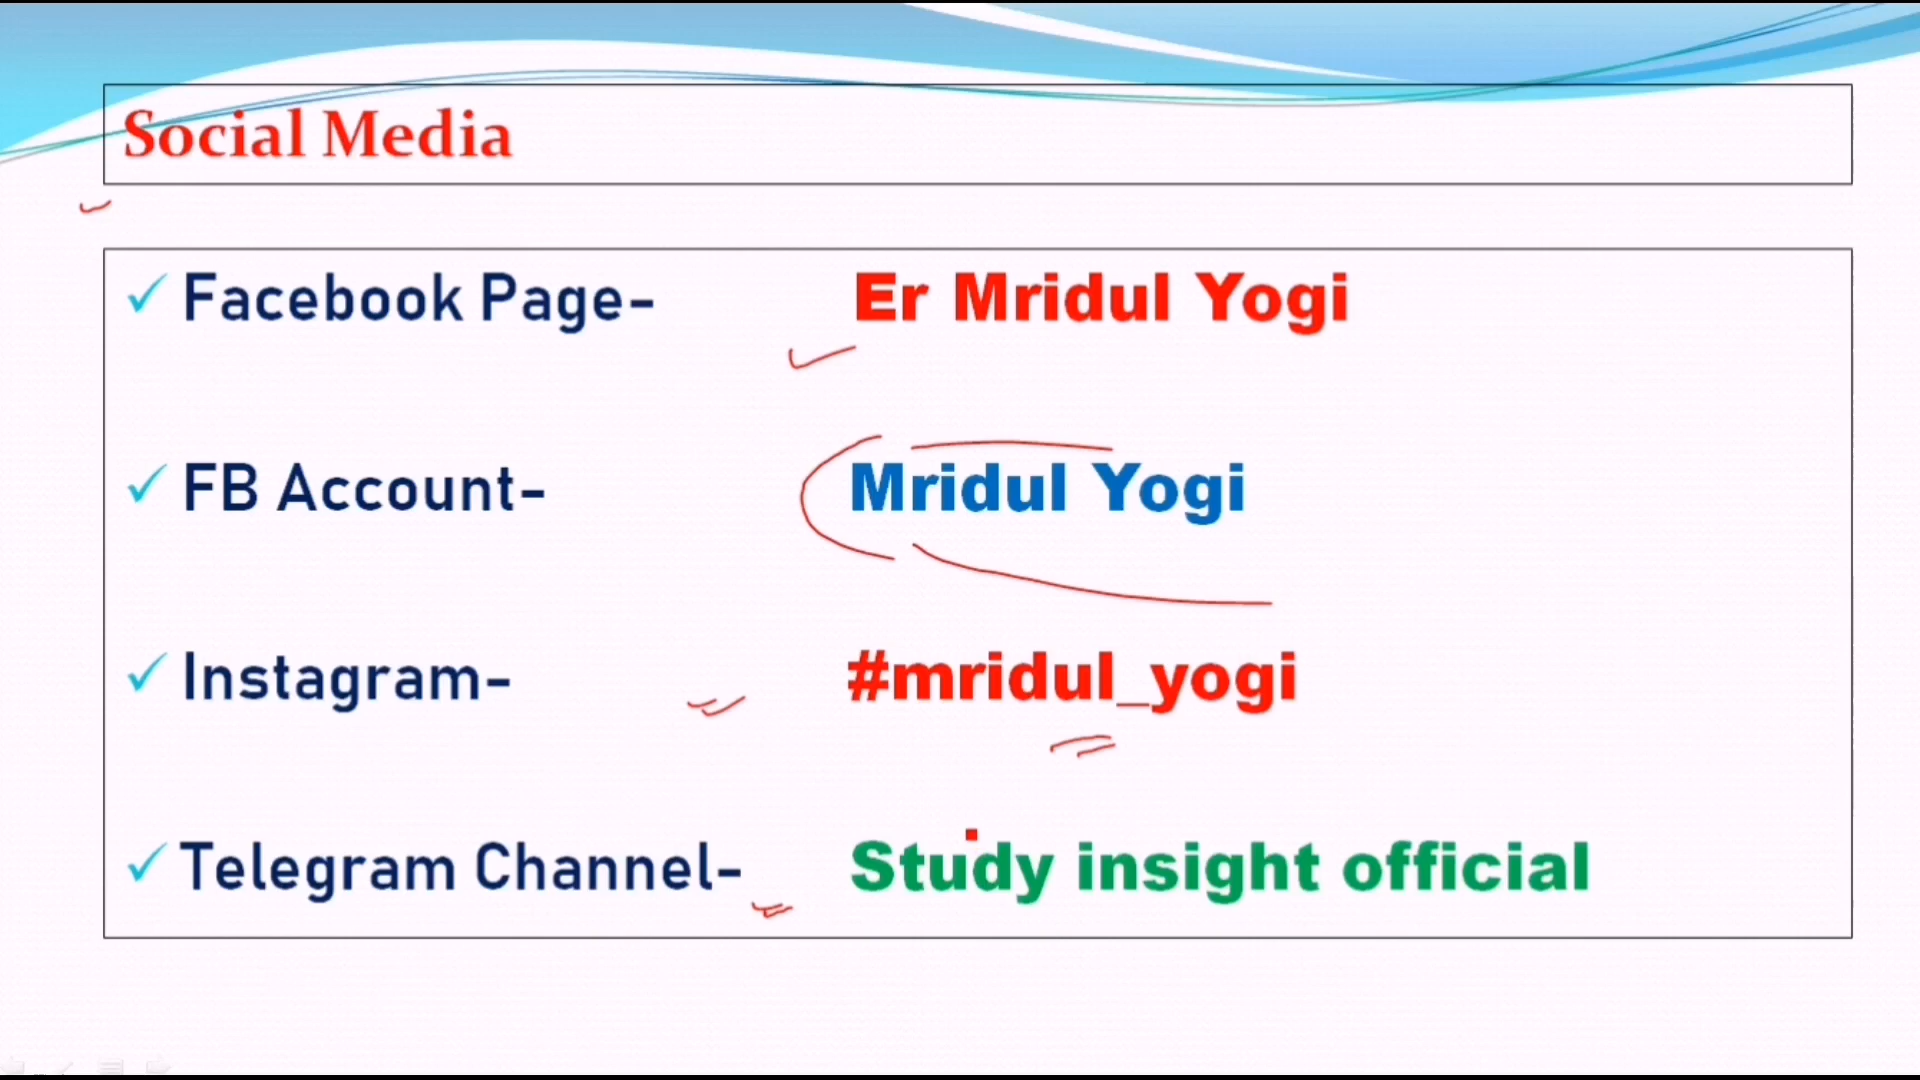 Social Media
Facebook Page- Er Mridul Yogi
FB Account- Mridul Yogi
Instagram- #mridul_yogi
Telegram Channel- Study insight official